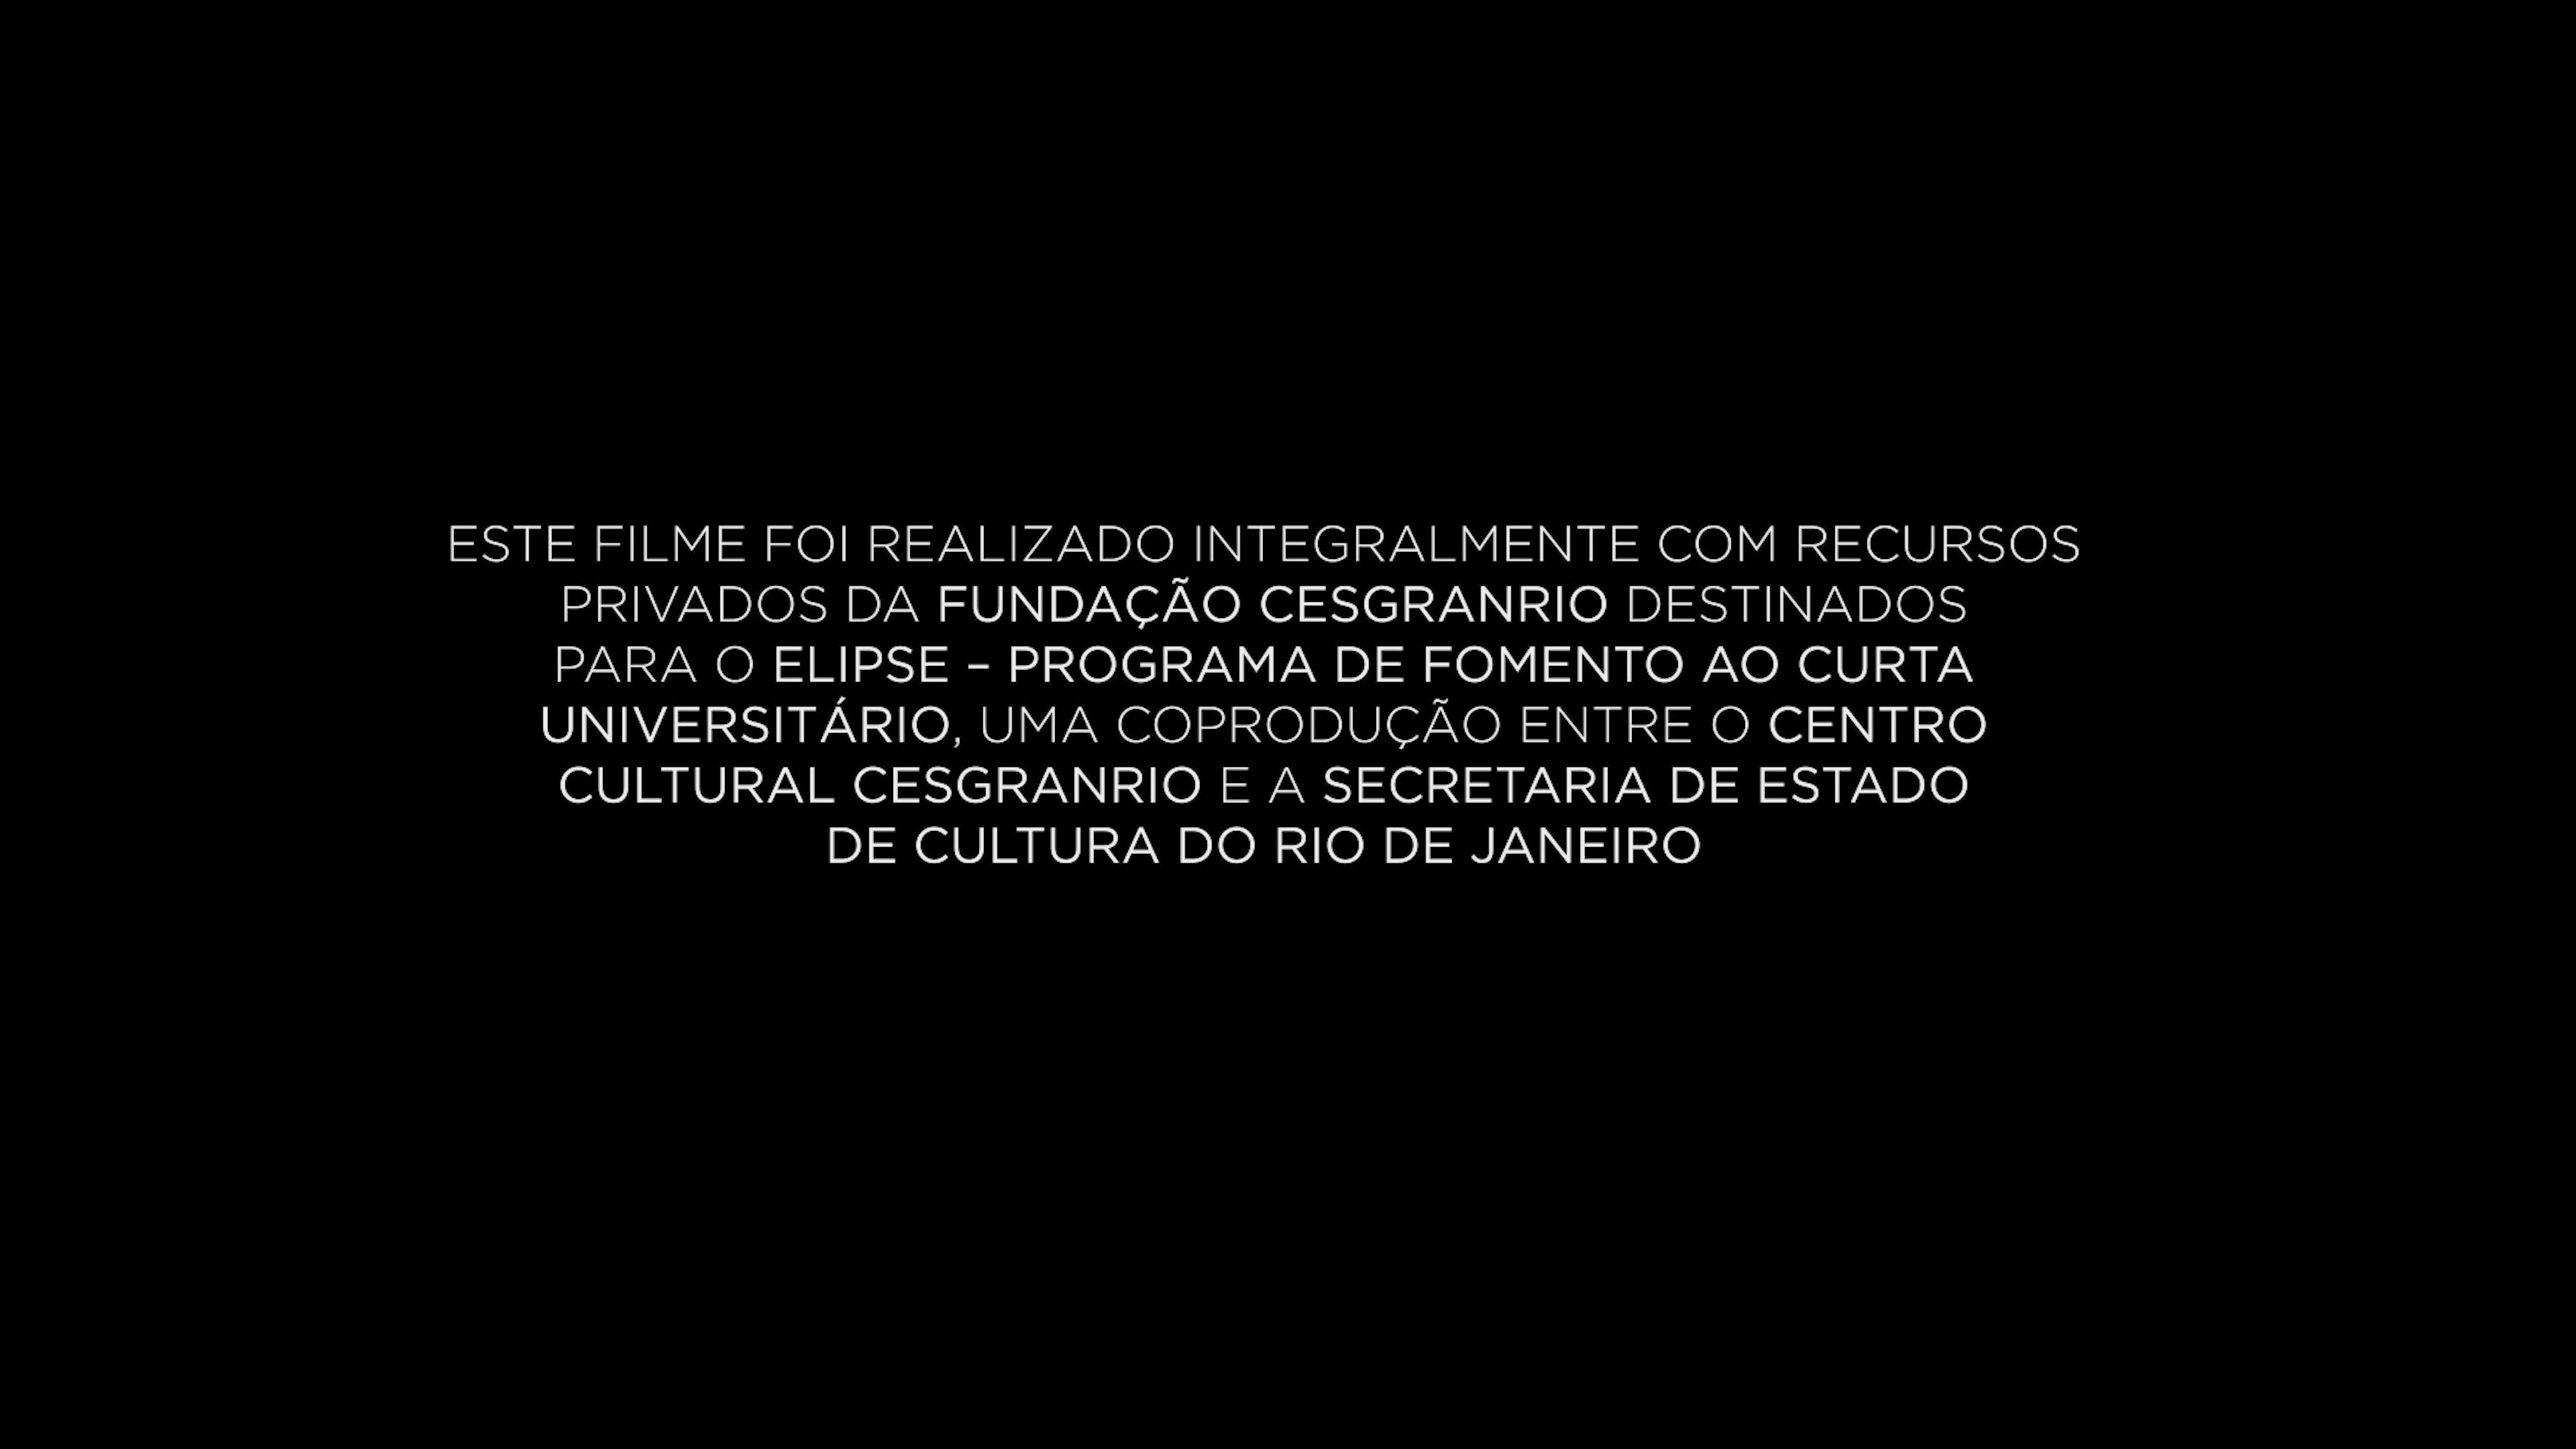 ESTE FILME FOI REALIZADO INTEGRALMENTE COM RECURSOS
PRIVADOS DA FUNDAÇÃO CESGRANRIO DESTINADOS
PARA O ELIPSE – PROGRAMA DE FOMENTO AO CURTA
UNIVERSITÁRIO, UMA COPRODUÇÃO ENTRE O CENTRO
CULTURAL CESGRANRIO E A SECRETARIA DE ESTADO
DE CULTURA DO RIO DE JANEIRO